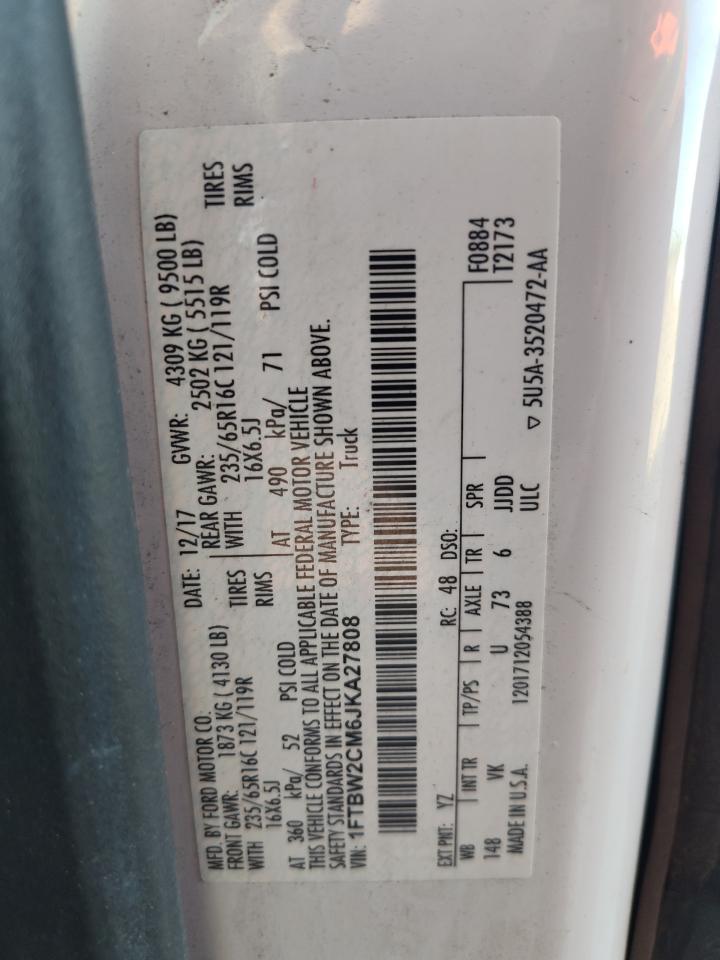 MFD. BY FORD MOTOR CO. DATE: 12/17 GVWR: 4309 KG ( 9500 LB)
FRONT GAWR: 1873 KG ( 4130 LB) REAR GAWR: 2502 KG ( 5515 LB)
WITH 235/65R16C 121/119R TIRES WITH 235/65R16C 121/119R TIRES
16X6.5J RIMS 16X6.5J RIMS
AT 360 kPa/ 52 PSI COLD AT 490 kPa/ 71 PSI COLD
THIS VEHICLE CONFORMS TO ALL APPLICABLE FEDERAL MOTOR VEHICLE
SAFETY STANDARDS IN EFFECT ON THE DATE OF MANUFACTURE SHOWN ABOVE.
VIN: 1FTBW2CM6JKA27808 TYPE: Truck
EXT PNT: YZ RC: 48 DSO:
WB INT TR TP/PS R AXLE TR SPR F0884
148 VK U 73 6 JJDD T2173
MADE IN U.S.A. 1201712054388 ULC ▽ 5U5A-3520472-AA